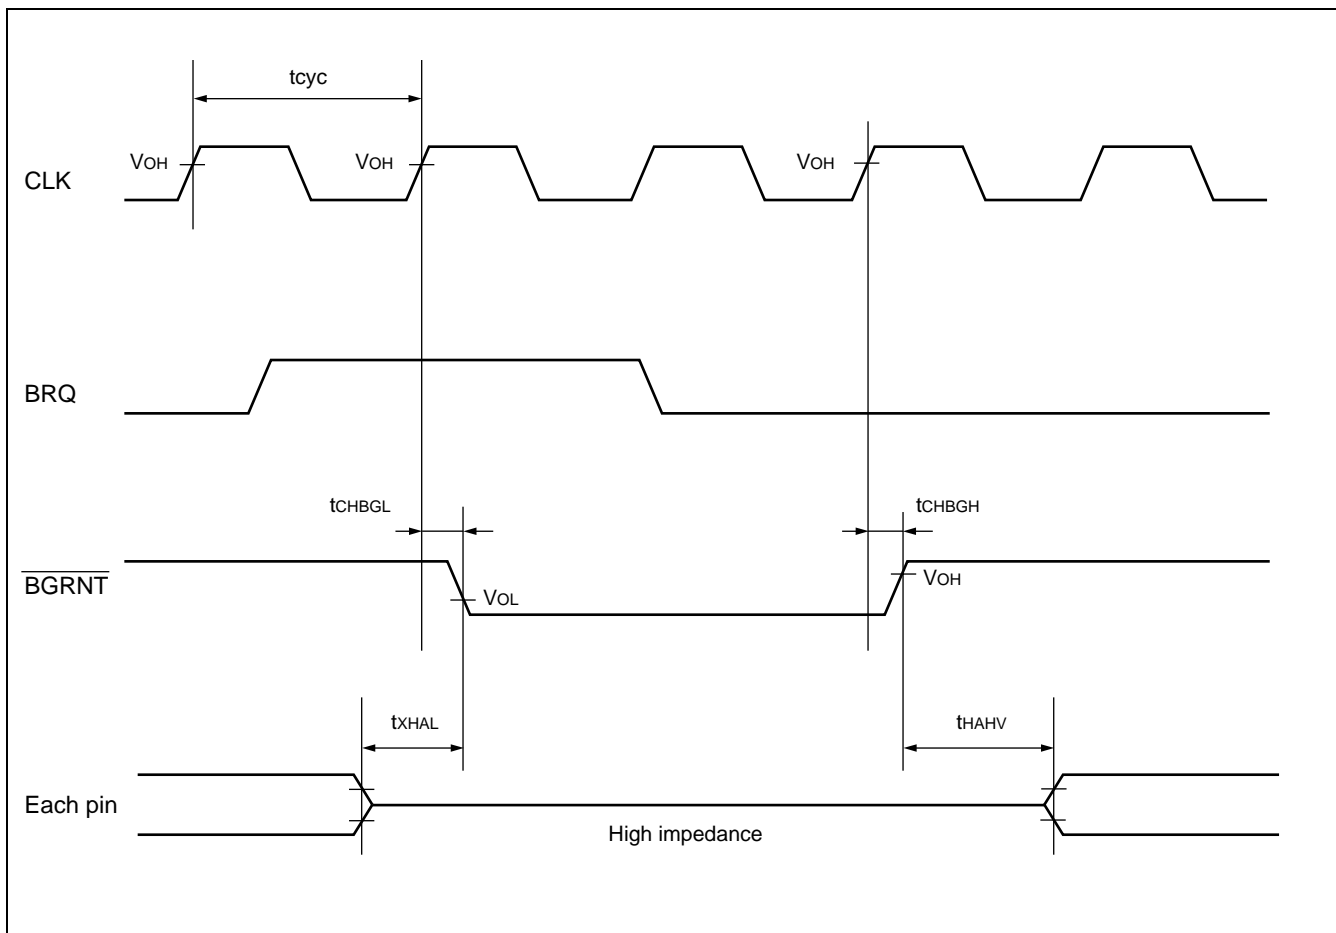 tcyc
VOH
VOH
VOH
CLK
BRQ
tCHBGL
tCHBGH
BGRNT
VOL
VOH
tXHAL
tHAHV
Each pin
High impedance